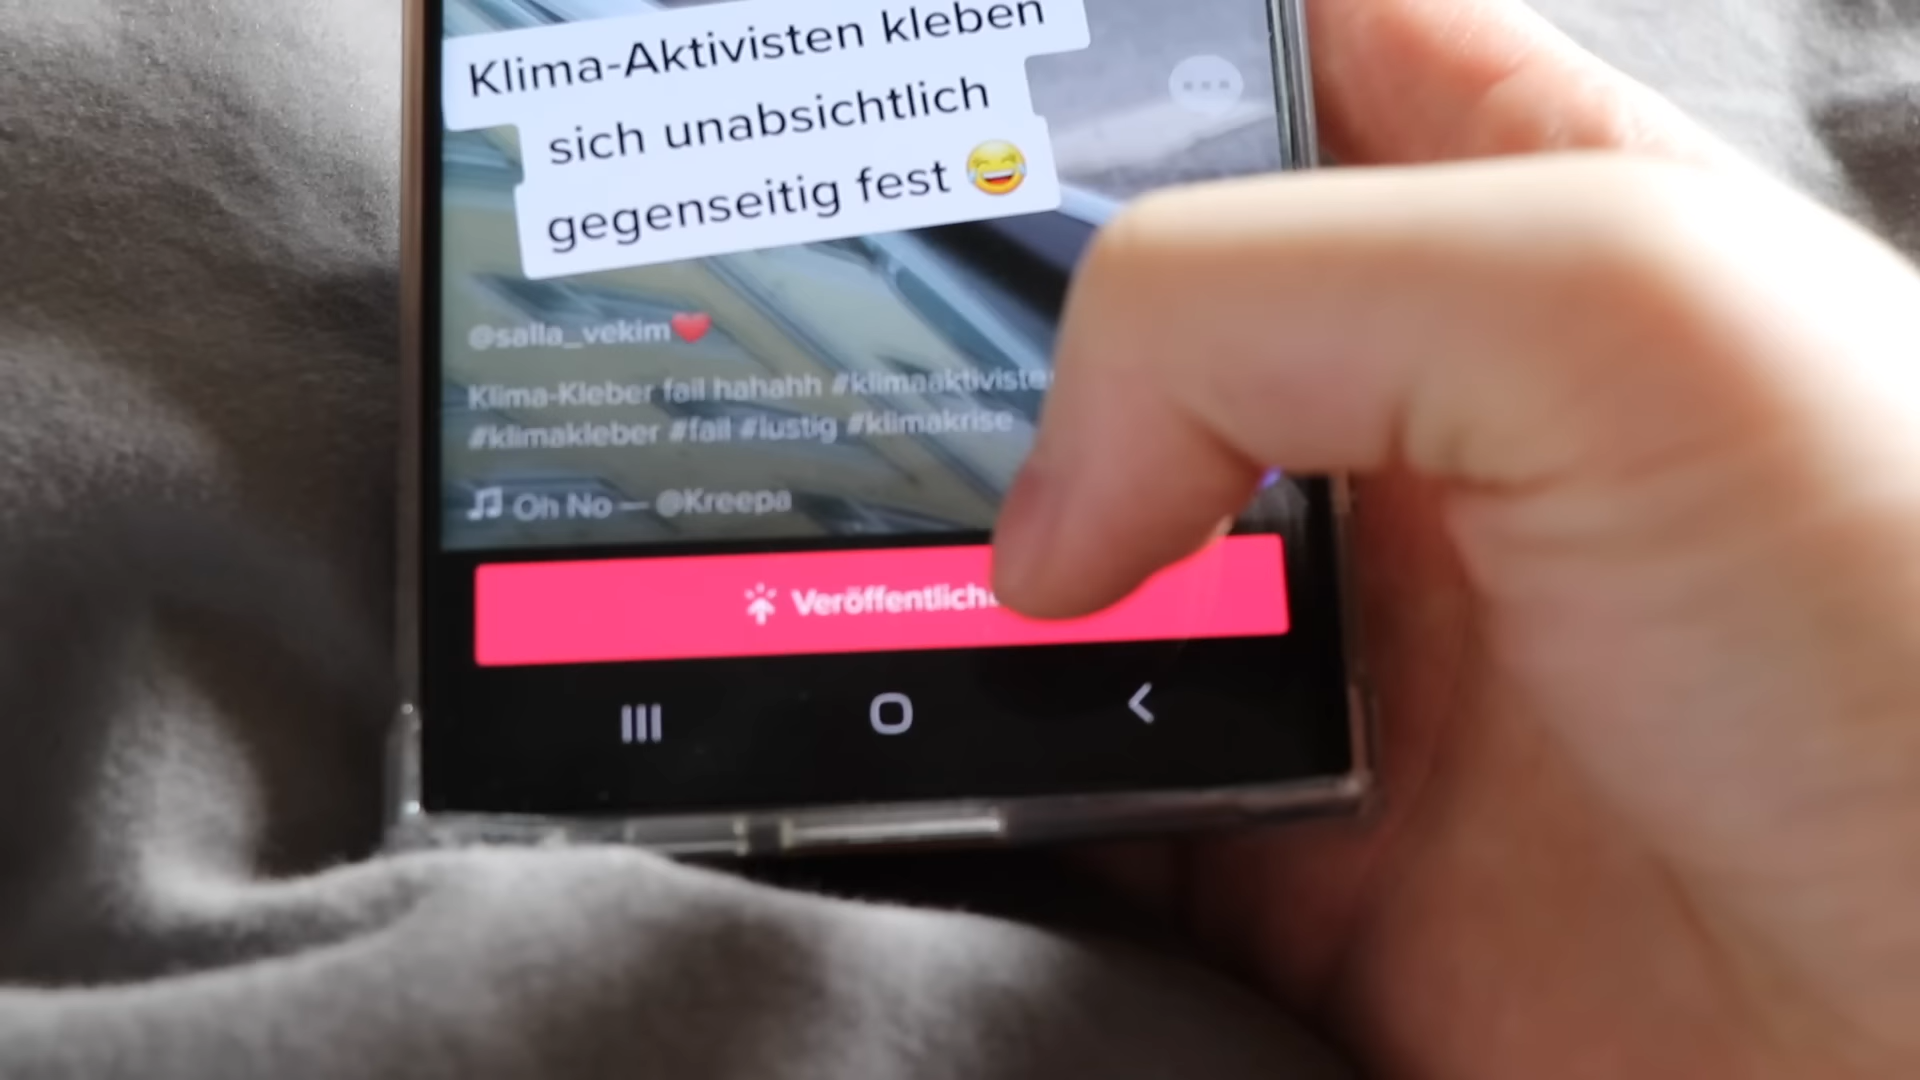 Klima-Aktivisten kleben
sich unabsichtlich
gegenseitig fest 😂
@salla_vekim❤️
Klima-Kleber fail hahahh #klimaaktiviste
#klimakleber #fail #lustig #klimakrise
Oh No — @Kreepa
Veröffentlich